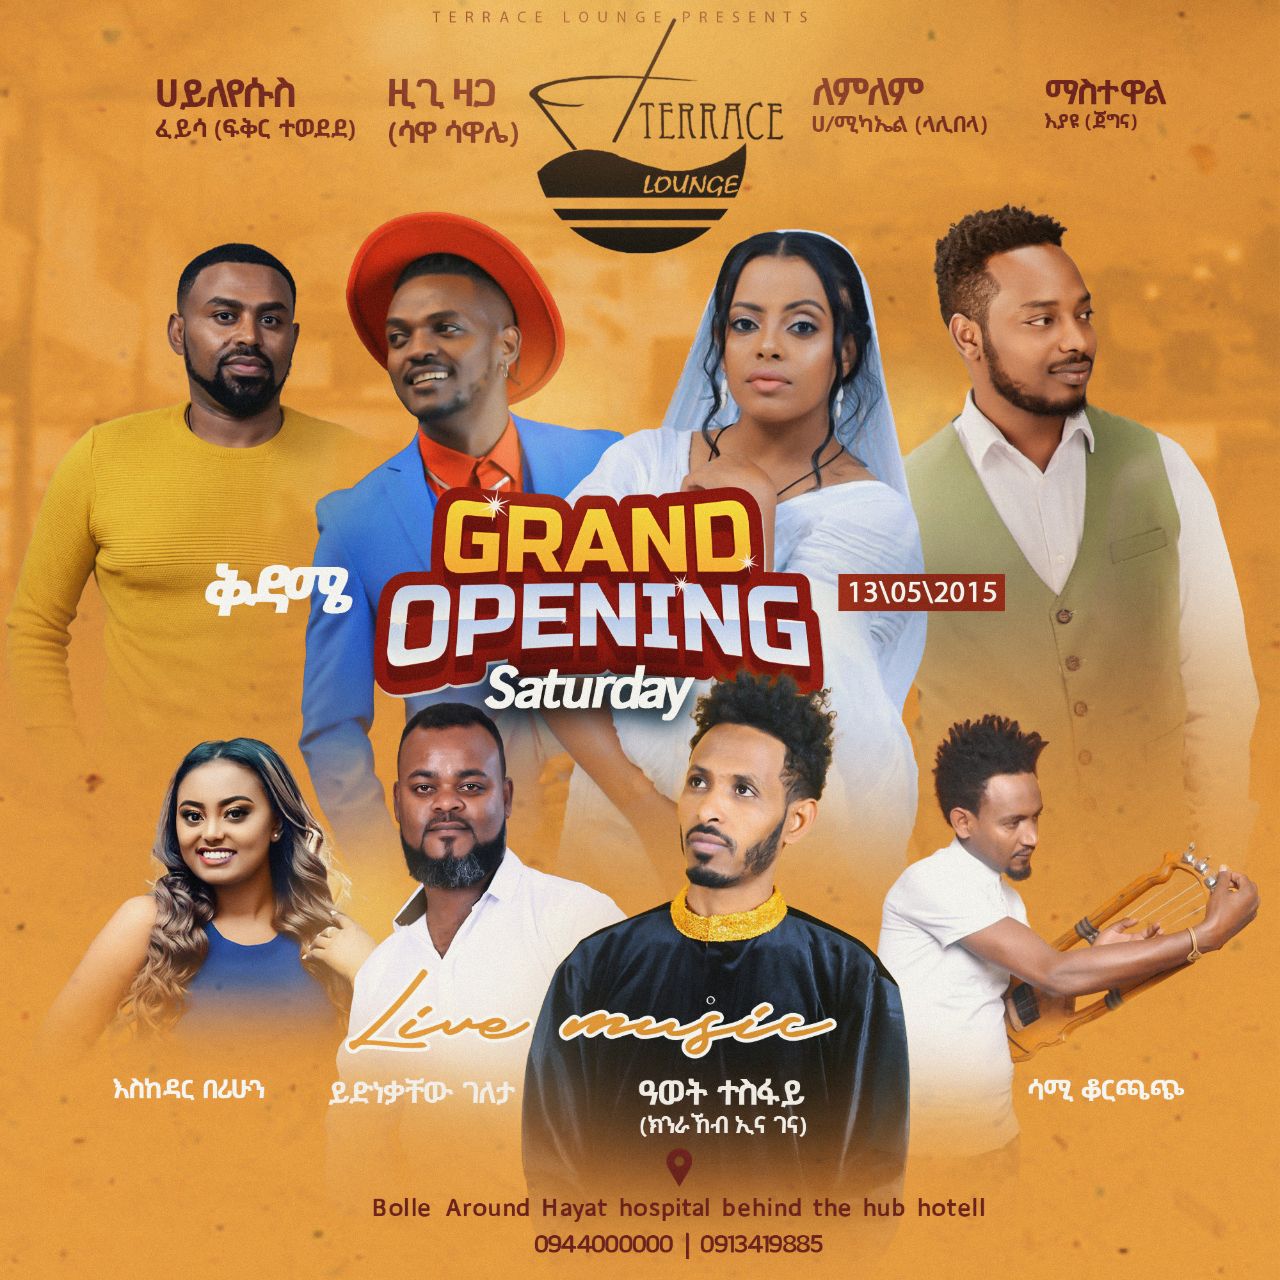 TERRACE LOUNGE PRESENTS
ሀይለየሱስ
ፈይሳ (ፍቅር ተወደደ)
ዚጊ ዛጋ
(ሳዋ ሳዋሌ)
TERRACE
LOUNGE
ለምለም
ሀ/ሚካኤል (ላሊበላ)
ማስተዋል
እያዩ (ጀግና)
GRAND
OPENING
ቅዳሜ
13\05\2015
Saturday
Live music
እስከዳር በሪሁን
ይድነቃቸው ገለታ
ዓወት ተስፋይ
(ክንራኸብ ኢና ገና)
ሳሚ ቆርጫጭ
Bolle Around Hayat hospital behind the hub hotell
0944000000 | 0913419885